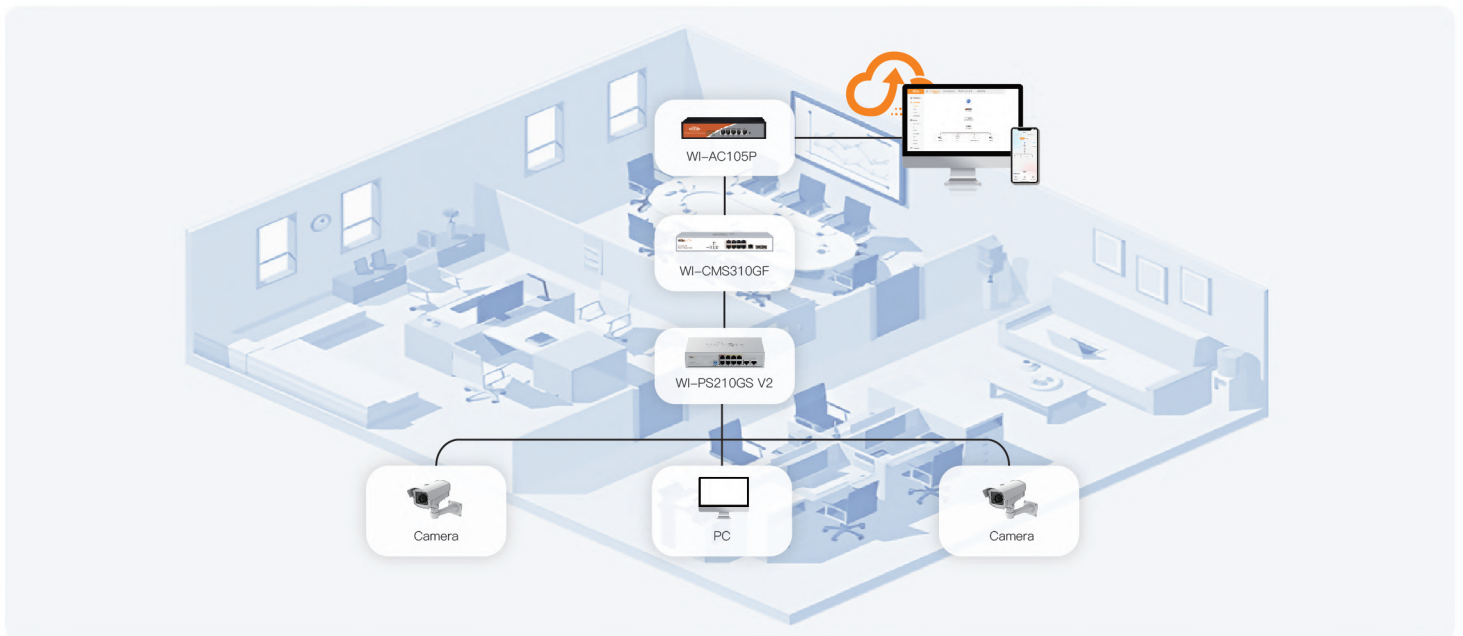 WI-AC105P
WI-CMS310GF
WI-PS210GS V2
Camera
PC
Camera